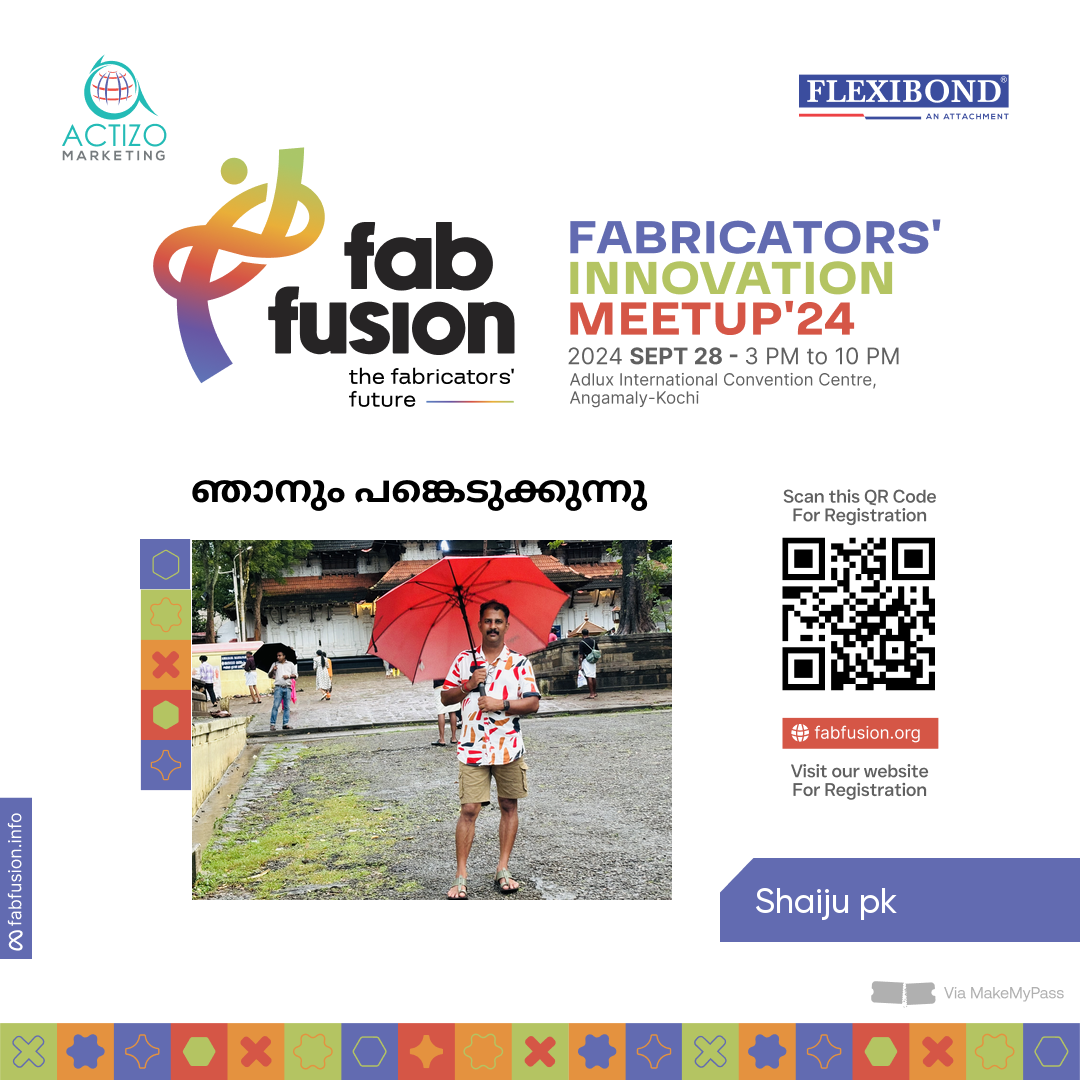 ACTIZO
MARKETING
FLEXIBOND®
AN ATTACHMENT
fab
fusion
the fabricators'
future
FABRICATORS'
INNOVATION
MEETUP'24
2024 SEPT 28 - 3 PM to 10 PM
Adlux International Convention Centre,
Angamaly-Kochi
ഞാനും പങ്കെടുക്കുന്നു
Scan this QR Code
For Registration
fabfusion.org
Visit our website
For Registration
fabfusion.info
Shaiju pk
Via MakeMyPass